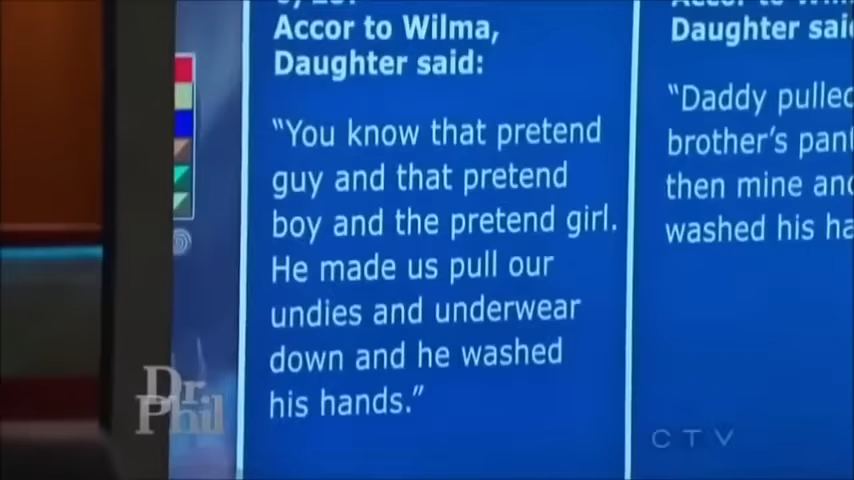 Accor to Wilma,
Daughter said:
“You know that pretend
guy and that pretend
boy and the pretend girl.
He made us pull our
undies and underwear
down and he washed
his hands.”
Daughter
“Daddy
brother’s
then mine
washed his
Dr.
Phil
CTV